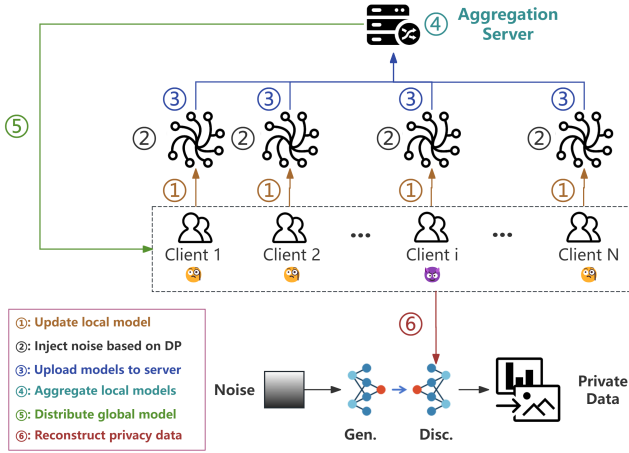 ④ Aggregation
Server
③ ③ ③ ③
⑤
② ② ② ②
① ① ① ①
Client 1 Client 2 ... Client i ... Client N
⑥
①: Update local model
②: Inject noise based on DP
③: Upload models to server
④: Aggregate local models
⑤: Distribute global model
⑥: Reconstruct privacy data
Noise
Gen. Disc.
Private
Data